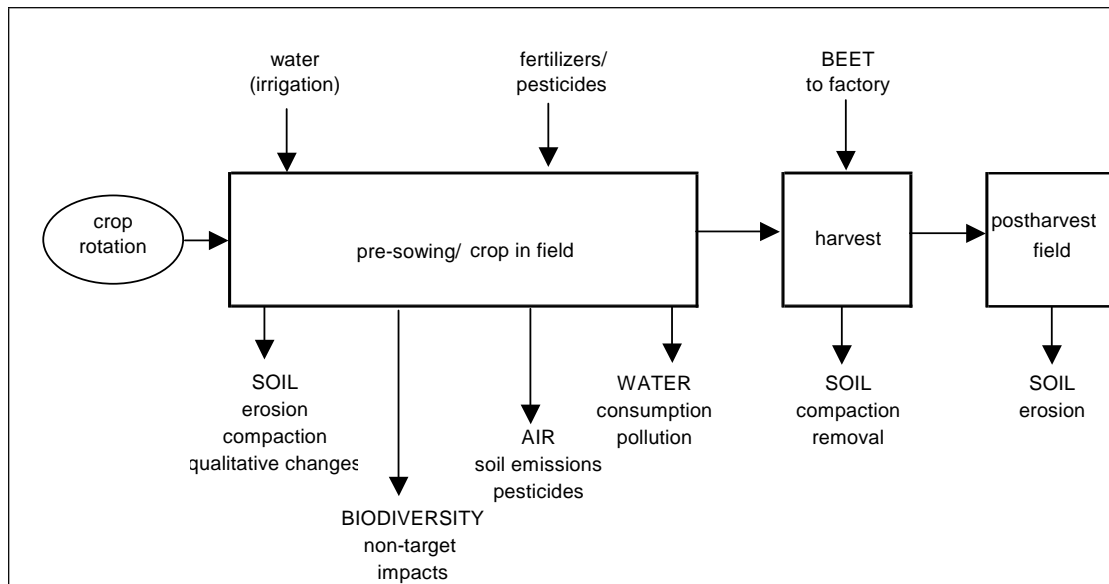 water
(irrigation)
fertilizers/
pesticides
BEET
to factory
crop
rotation
pre-sowing/ crop in field
harvest
postharvest
field
SOIL
erosion
compaction
qualitative changes
BIODIVERSITY
non-target
impacts
AIR
soil emissions
pesticides
WATER
consumption
pollution
SOIL
compaction
removal
SOIL
erosion